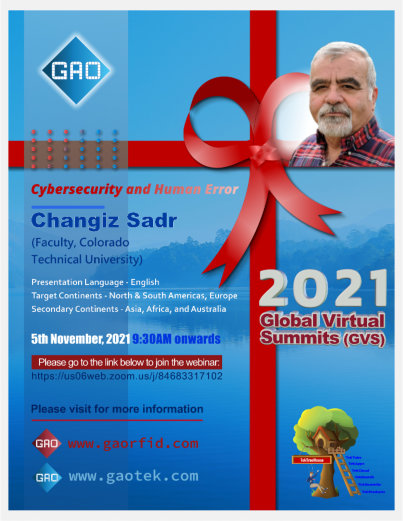 GAO
Cybersecurity and Human Error
Changiz Sadr
(Faculty, Colorado
Technical University)
Presentation Language - English
Target Continents - North & South Americas, Europe
Secondary Continents - Asia, Africa, and Australia
2021
Global Virtual
Summits (GVS)
5th November, 2021 9:30AM onwards
Please go to the link below to join the webinar:
https://us06web.zoom.us/j/84683317102
Please visit for more information
GAO www.gaorfid.com
GAO www.gaotek.com
TekTreeHouse